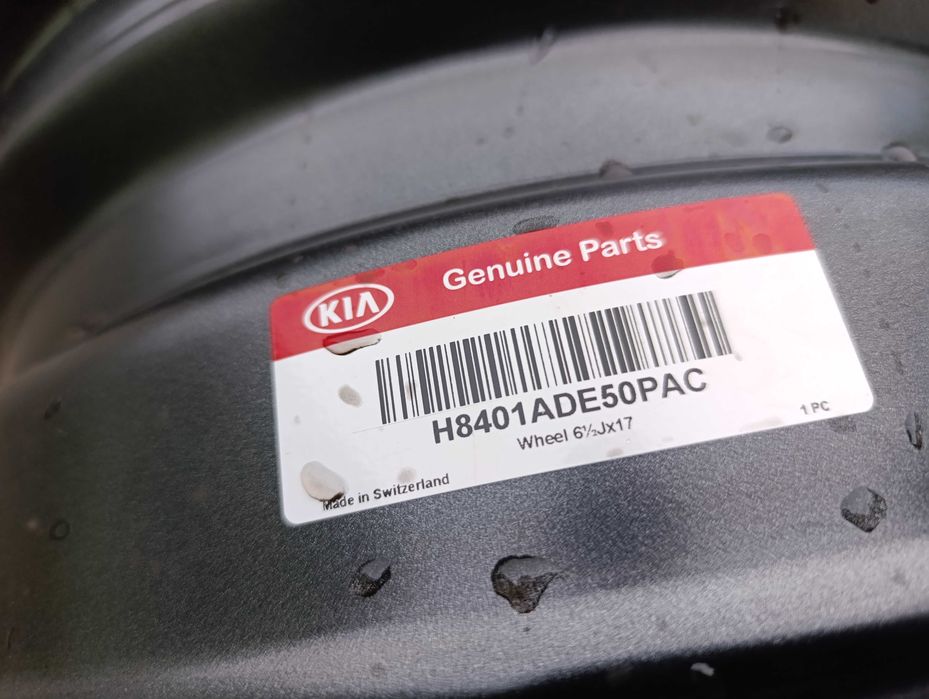 KIA
Genuine Parts
H8401ADE50PAC
Wheel 6½Jx17
1 PC
Made in Switzerland